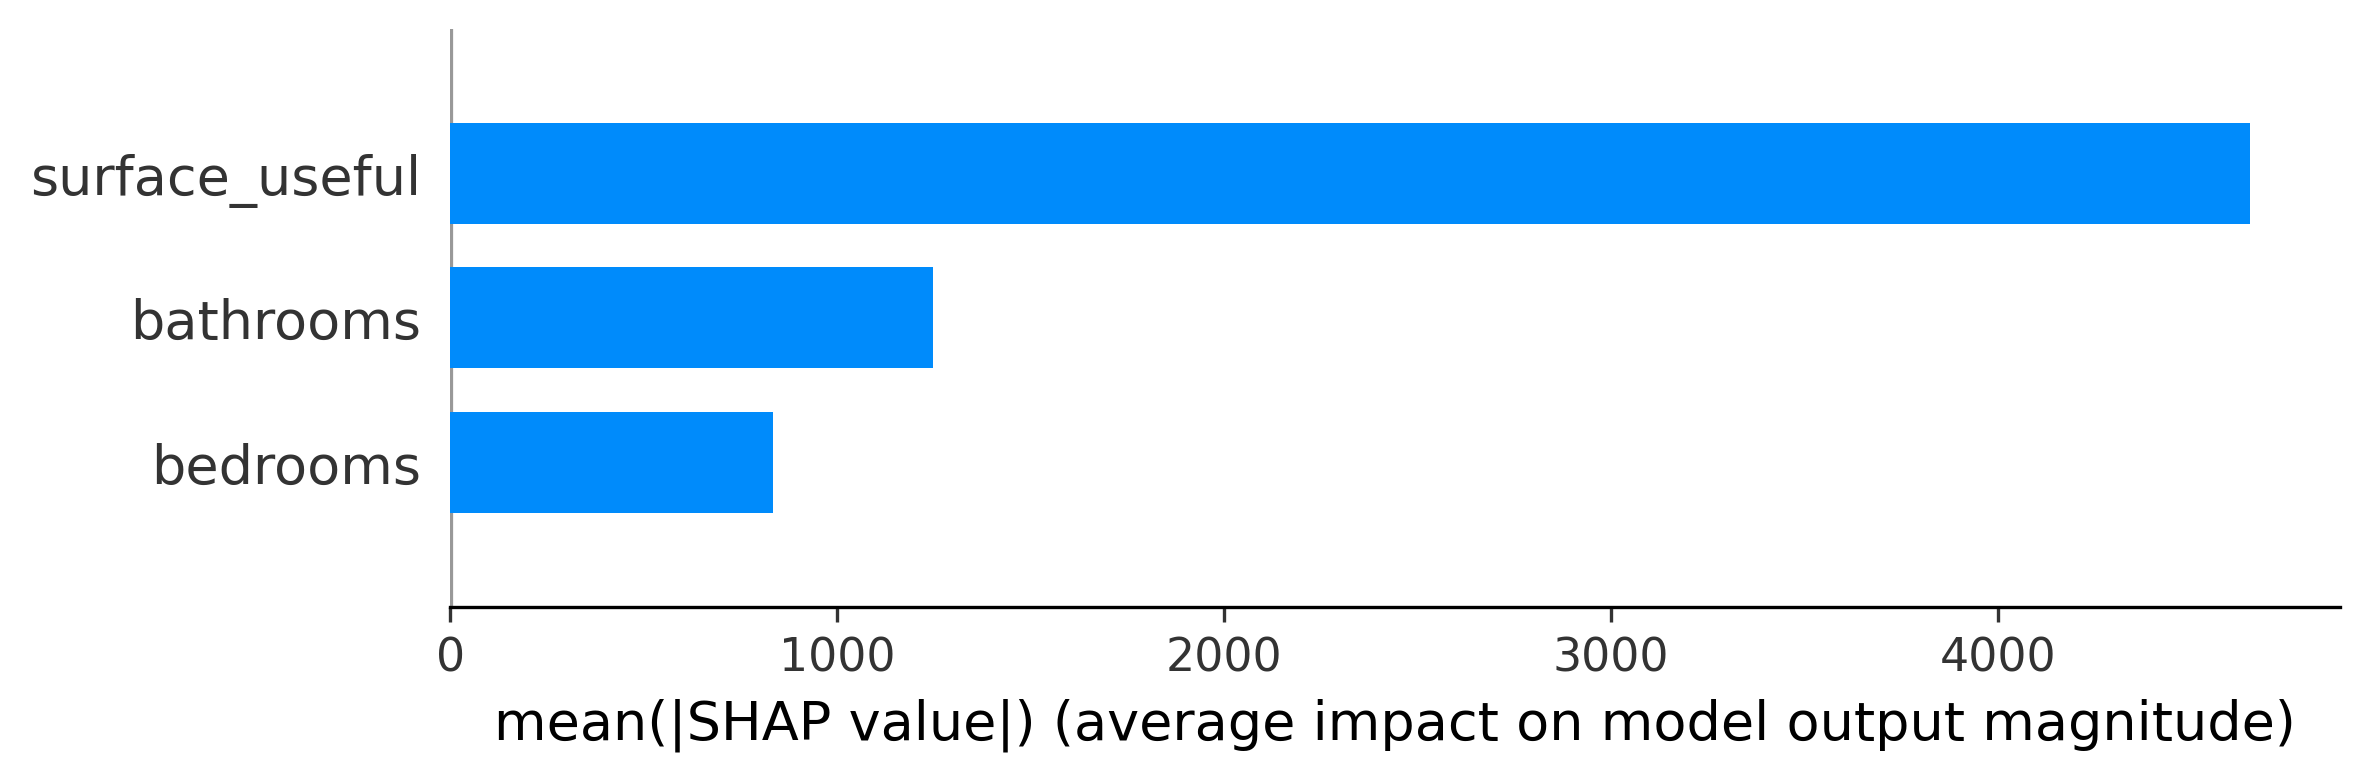 surface_useful
bathrooms
bedrooms
0 1000 2000 3000 4000
mean(|SHAP value|) (average impact on model output magnitude)